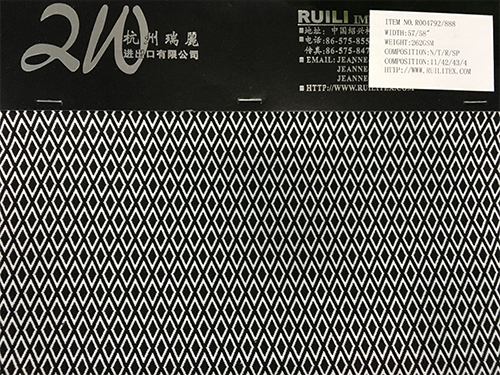 2W
杭州瑞麗
进出口有限公司
RUILI IM
■地址: 中国绍兴
■电话: 86-575-85
传真: 86-575-847
■EMAIL: JEANNE
JEANNE
JEANNE
■HTTP://WWW.RUILITEX.COM
ITEM NO. R004792/888
WIDTH:57/58"
WEIGHT:262GSM
COMPOSITION:N/T/R/SP
COMPOSITION:11/42/43/4
HTTP://WWW.RUILITEX.COM